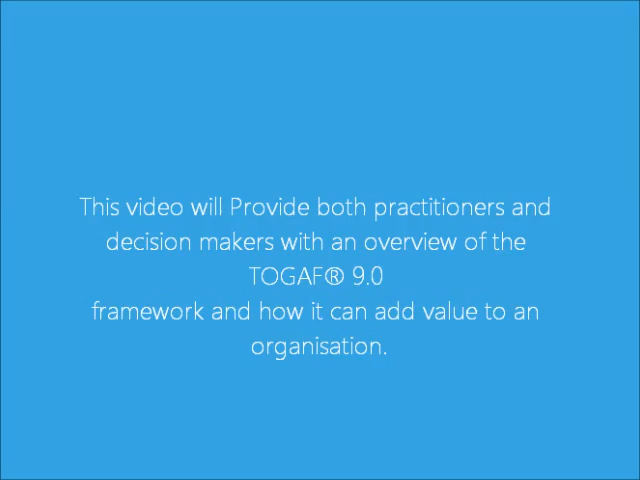 This video will Provide both practitioners and
decision makers with an overview of the
TOGAF® 9.0
framework and how it can add value to an
organisation.